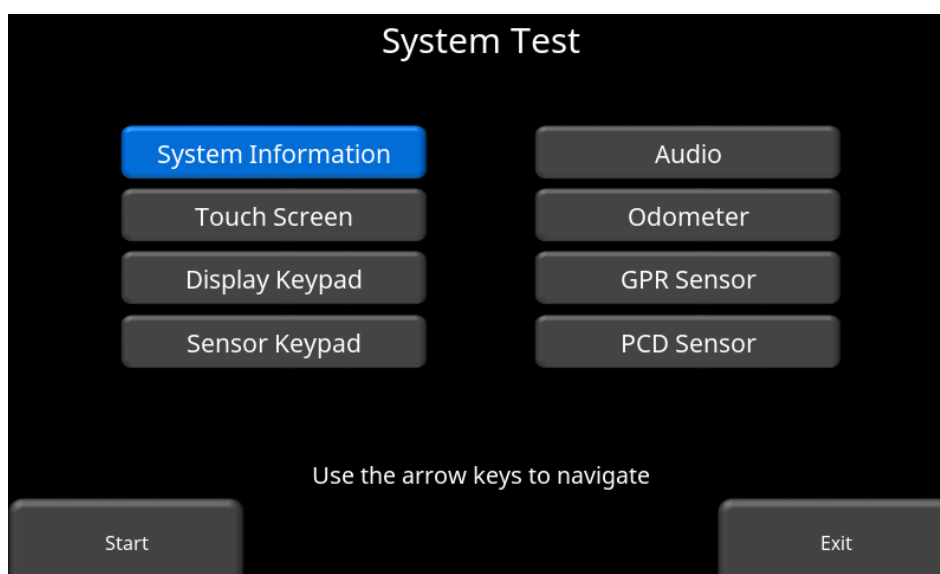 System Test
System Information
Audio
Touch Screen
Odometer
Display Keypad
GPR Sensor
Sensor Keypad
PCD Sensor
Use the arrow keys to navigate
Start
Exit